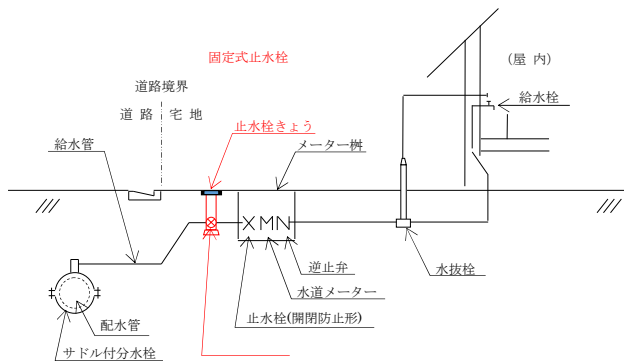 固定式止水栓
(屋 内)
道路境界
道 路 宅 地
給水栓
止水栓きょう
給水管
メーター桝
逆止弁
水抜栓
水道メーター
止水栓(開閉防止形)
配水管
サドル付分水栓